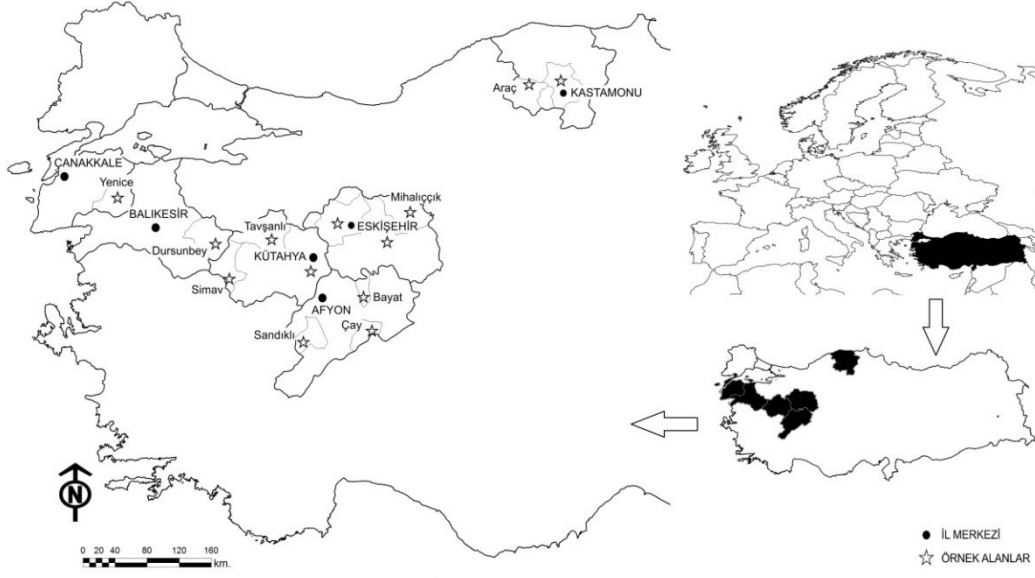 Araç
KASTAMONU
ÇANAKKALE
Yenice
BALIKESİR
Dursunbey
Tavşanlı
KÜTAHYA
Simav
Mihalıççık
ESKİŞEHİR
AFYON
Bayat
Sandıklı
Çay
N
0 20 40 80 120 160
km.
İL MERKEZİ
ÖRNEK ALANLAR